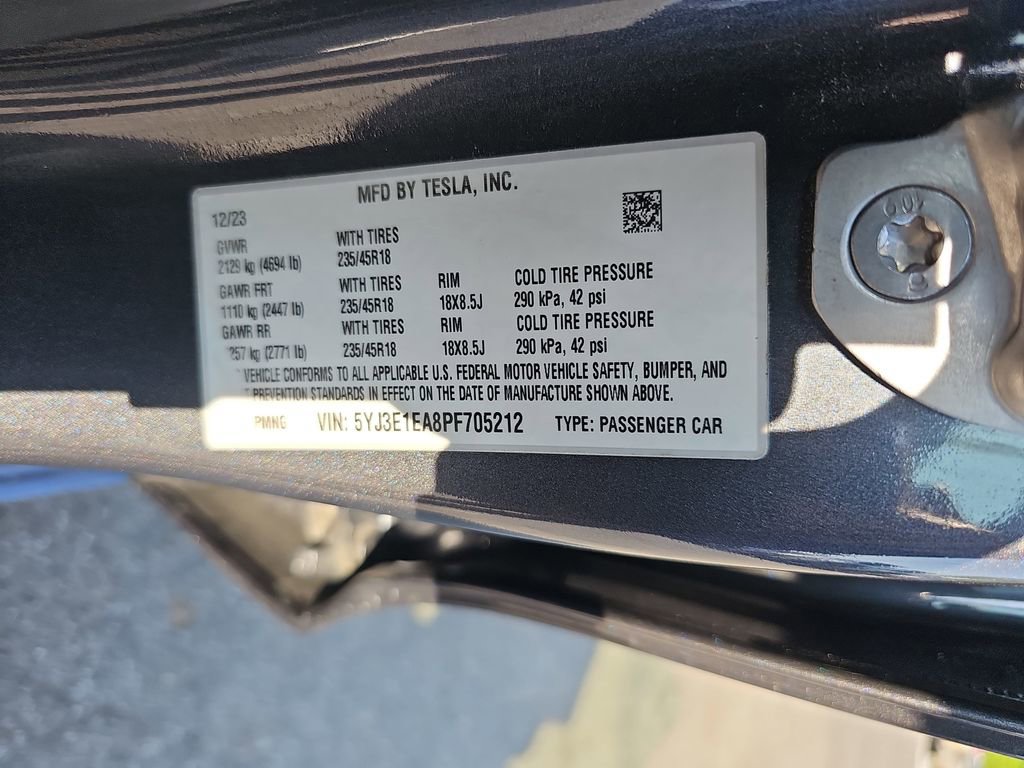 MFD BY TESLA, INC.
12/23
GVWR WITH TIRES
2129 kg (4694 lb) 235/45R18
GAWR FRT WITH TIRES RIM COLD TIRE PRESSURE
1110 kg (2447 lb) 235/45R18 18X8.5J 290 kPa, 42 psi
GAWR RR WITH TIRES RIM COLD TIRE PRESSURE
257 kg (2771 lb) 235/45R18 18X8.5J 290 kPa, 42 psi
VEHICLE CONFORMS TO ALL APPLICABLE U.S. FEDERAL MOTOR VEHICLE SAFETY, BUMPER, AND
PREVENTION STANDARDS IN EFFECT ON THE DATE OF MANUFACTURE SHOWN ABOVE.
PMNG VIN: 5YJ3E1EA8PF705212 TYPE: PASSENGER CAR